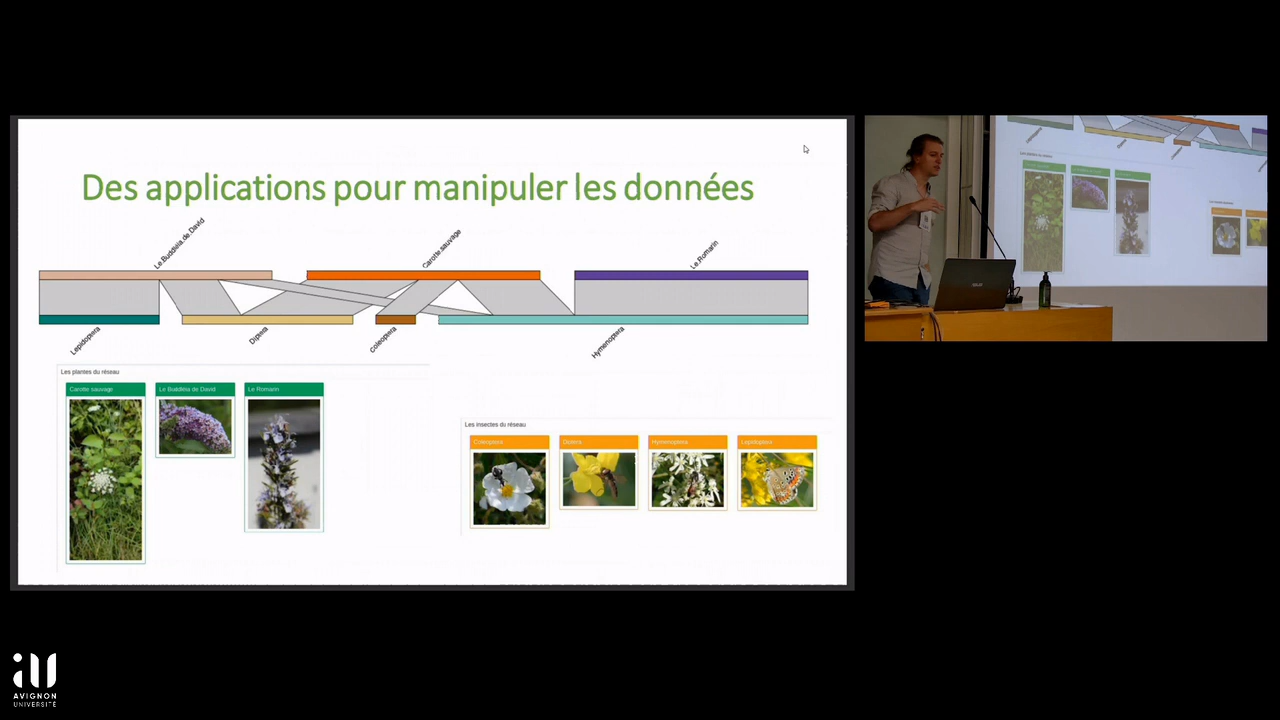 Des applications pour manipuler les données
Le.Buddleia.de.David
Carotte.sauvage
Le.Romarin
Lepidoptera
Diptera
Coleoptera
Hymenoptera
Les plantes du réseau
Carotte sauvage
Le Buddleia de David
Le Romarin
Les insectes du réseau
Coleoptera
Diptera
Hymenoptera
Lepidoptera
AVIGNON
UNIVERSITÉ